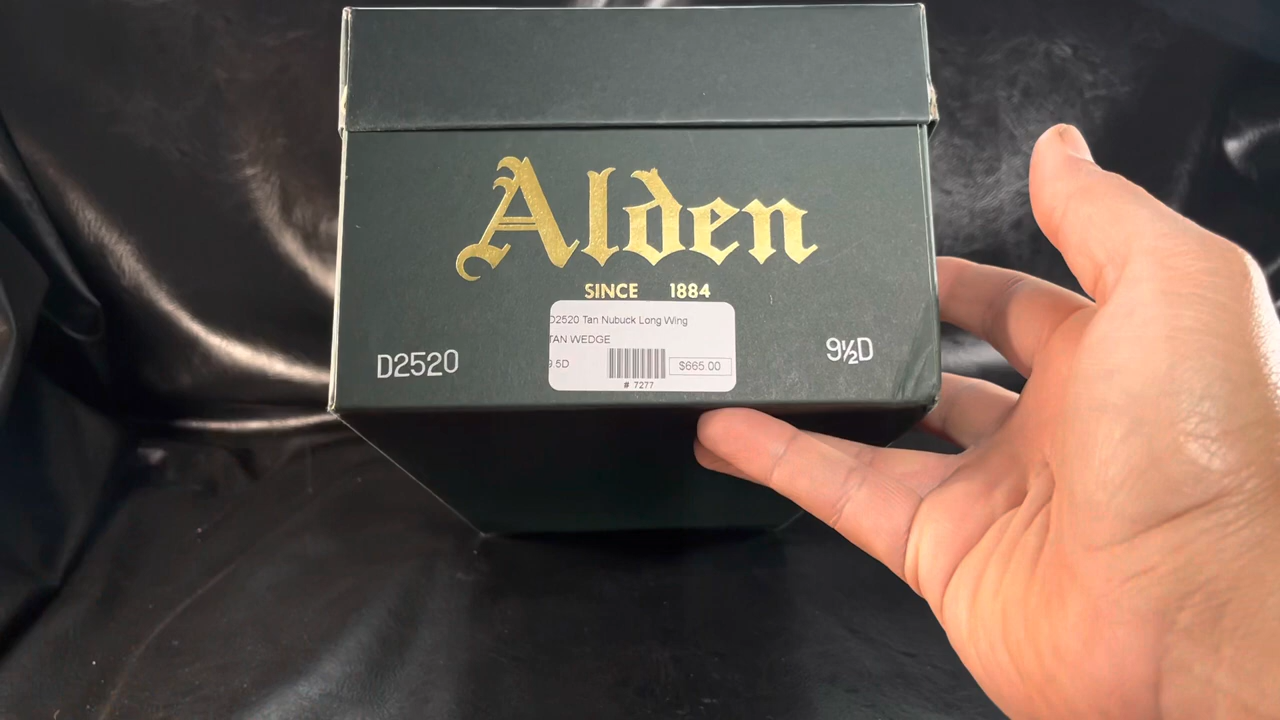 Alden
SINCE 1884
D2520 Tan Nubuck Long Wing
TAN WEDGE
9.5D
$665.00
# 7277
D2520
9½D